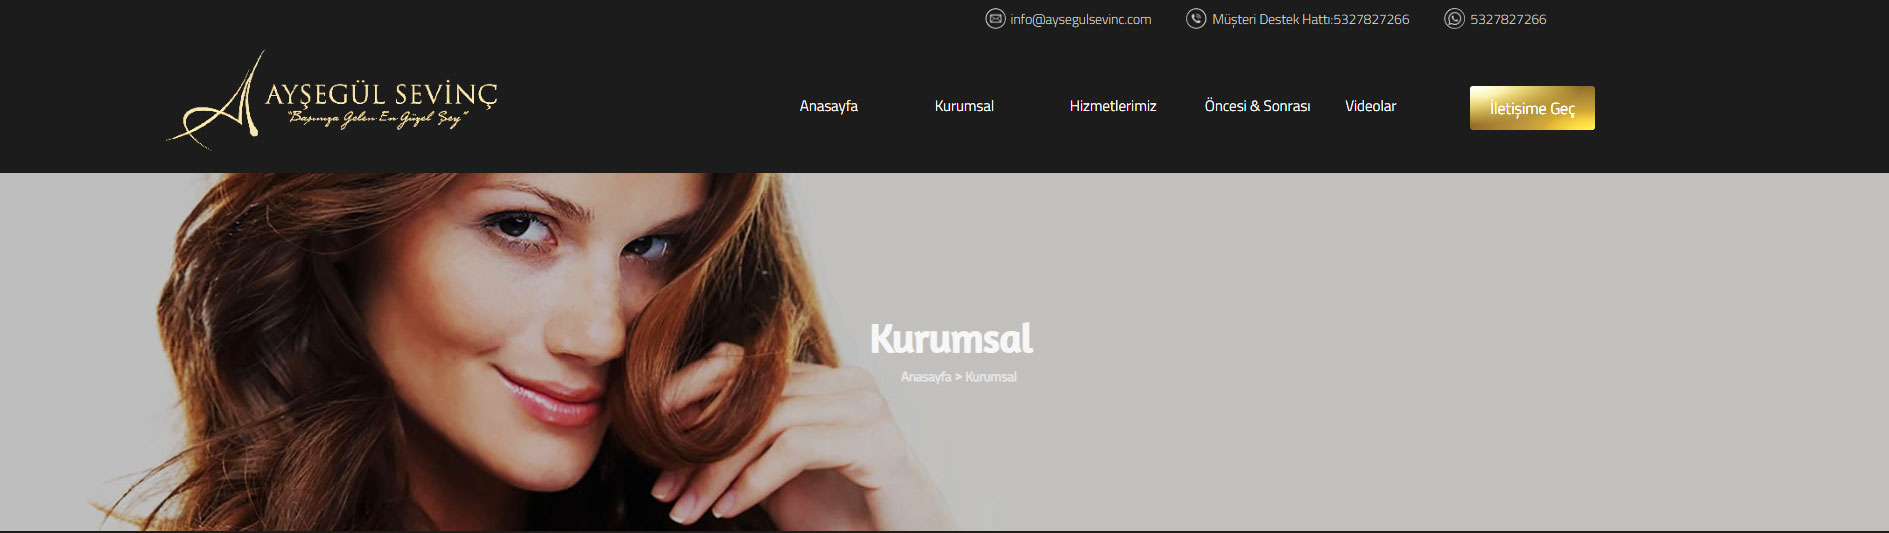 info@aysegulsevinc.com Müşteri Destek Hattı:5327827266 5327827266
AYŞEGÜL SEVİNÇ
"Başınıza Gelen En Güzel Şey"
Anasayfa Kurumsal Hizmetlerimiz Öncesi & Sonrası Videolar İletişime Geç
Kurumsal
Anasayfa > Kurumsal